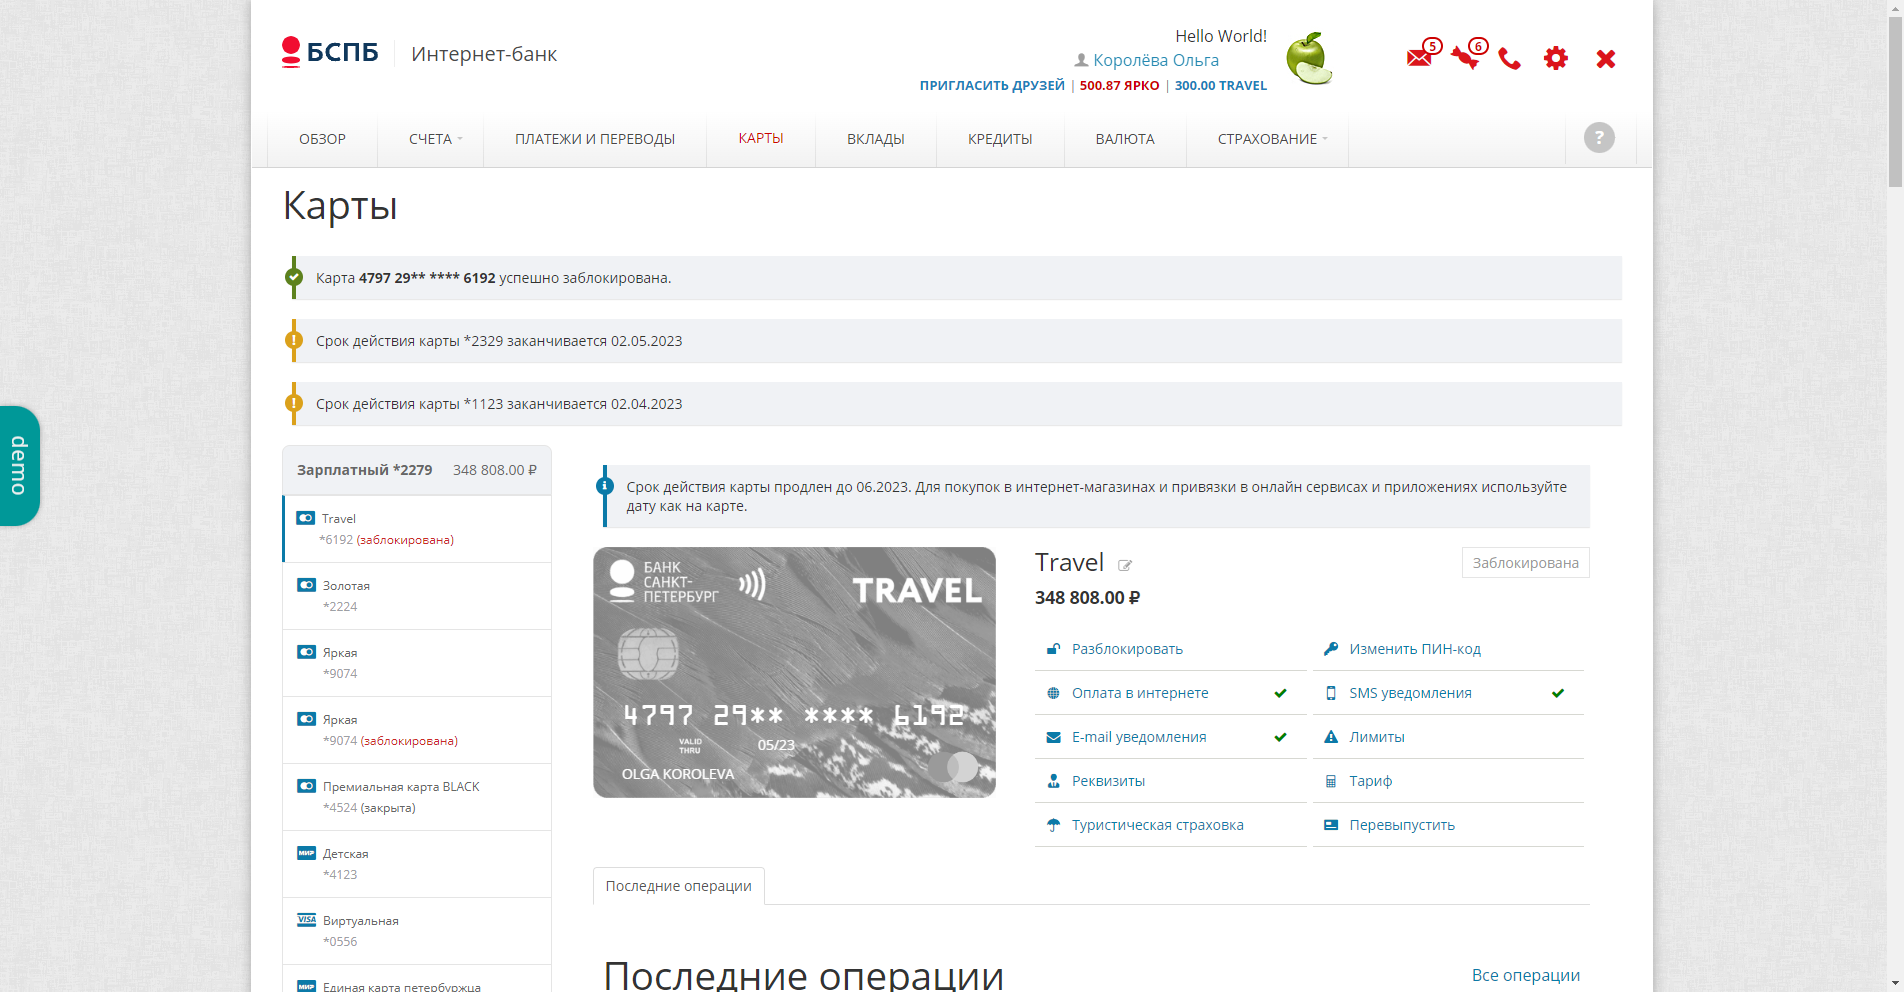 БСПБ
Интернет-банк
Hello World!
Королёва Ольга
ПРИГЛАСИТЬ ДРУЗЕЙ | 500.87 ЯРКО | 300.00 TRAVEL
5
6
ОБЗОР
СЧЕТА
ПЛАТЕЖИ И ПЕРЕВОДЫ
КАРТЫ
ВКЛАДЫ
КРЕДИТЫ
ВАЛЮТА
СТРАХОВАНИЕ
?
Карты
Карта 4797 29** **** 6192 успешно заблокирована.
Срок действия карты *2329 заканчивается 02.05.2023
Срок действия карты *1123 заканчивается 02.04.2023
demo
Зарплатный *2279 348 808.00 ₽
Travel
*6192 (заблокирована)
Золотая
*2224
Яркая
*9074
Яркая
*9074 (заблокирована)
Премиальная карта BLACK
*4524 (закрыта)
МИР
Детская
*4123
VISA
Виртуальная
*0556
МИР
Единая карта петербуржца
Срок действия карты продлен до 06.2023. Для покупок в интернет-магазинах и привязки в онлайн сервисах и приложениях используйте
дату как на карте.
БАНК
САНКТ-
ПЕТЕРБУРГ
TRAVEL
4797 29** **** 6192
VALID
THRU
05/23
OLGA KOROLEVA
Travel
Заблокирована
348 808.00 ₽
Разблокировать
Изменить ПИН-код
Оплата в интернете
SMS уведомления
E-mail уведомления
Лимиты
Реквизиты
Тариф
Туристическая страховка
Перевыпустить
Последние операции
Последние операции
Все операции